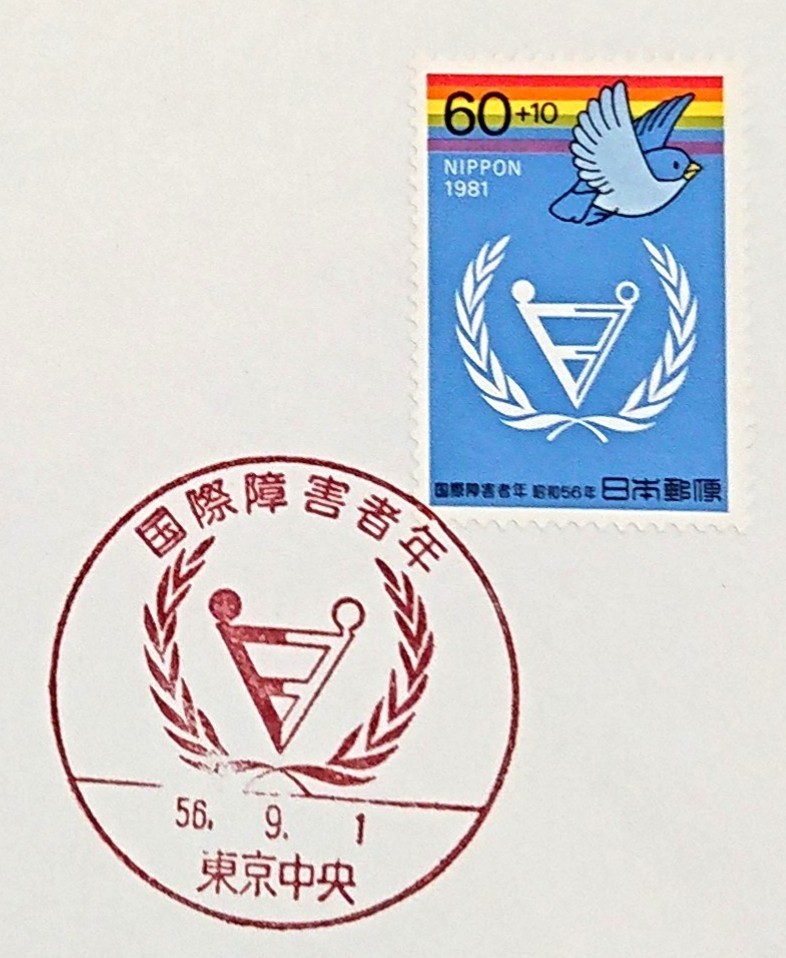 60+10
NIPPON
1981
国際障害者年 昭和56年 日本郵便
国際障害者年
56. 9. 1
東京中央